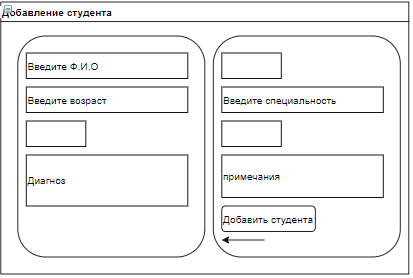 Добавление студента
Введите Ф.И.О
Введите возраст
Диагноз
Введите специальность
примечания
Добавить студента